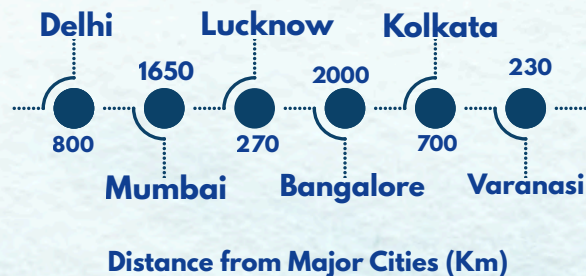 Delhi Lucknow Kolkata
1650 2000 230
800 270 700
Mumbai Bangalore Varanasi
Distance from Major Cities (Km)